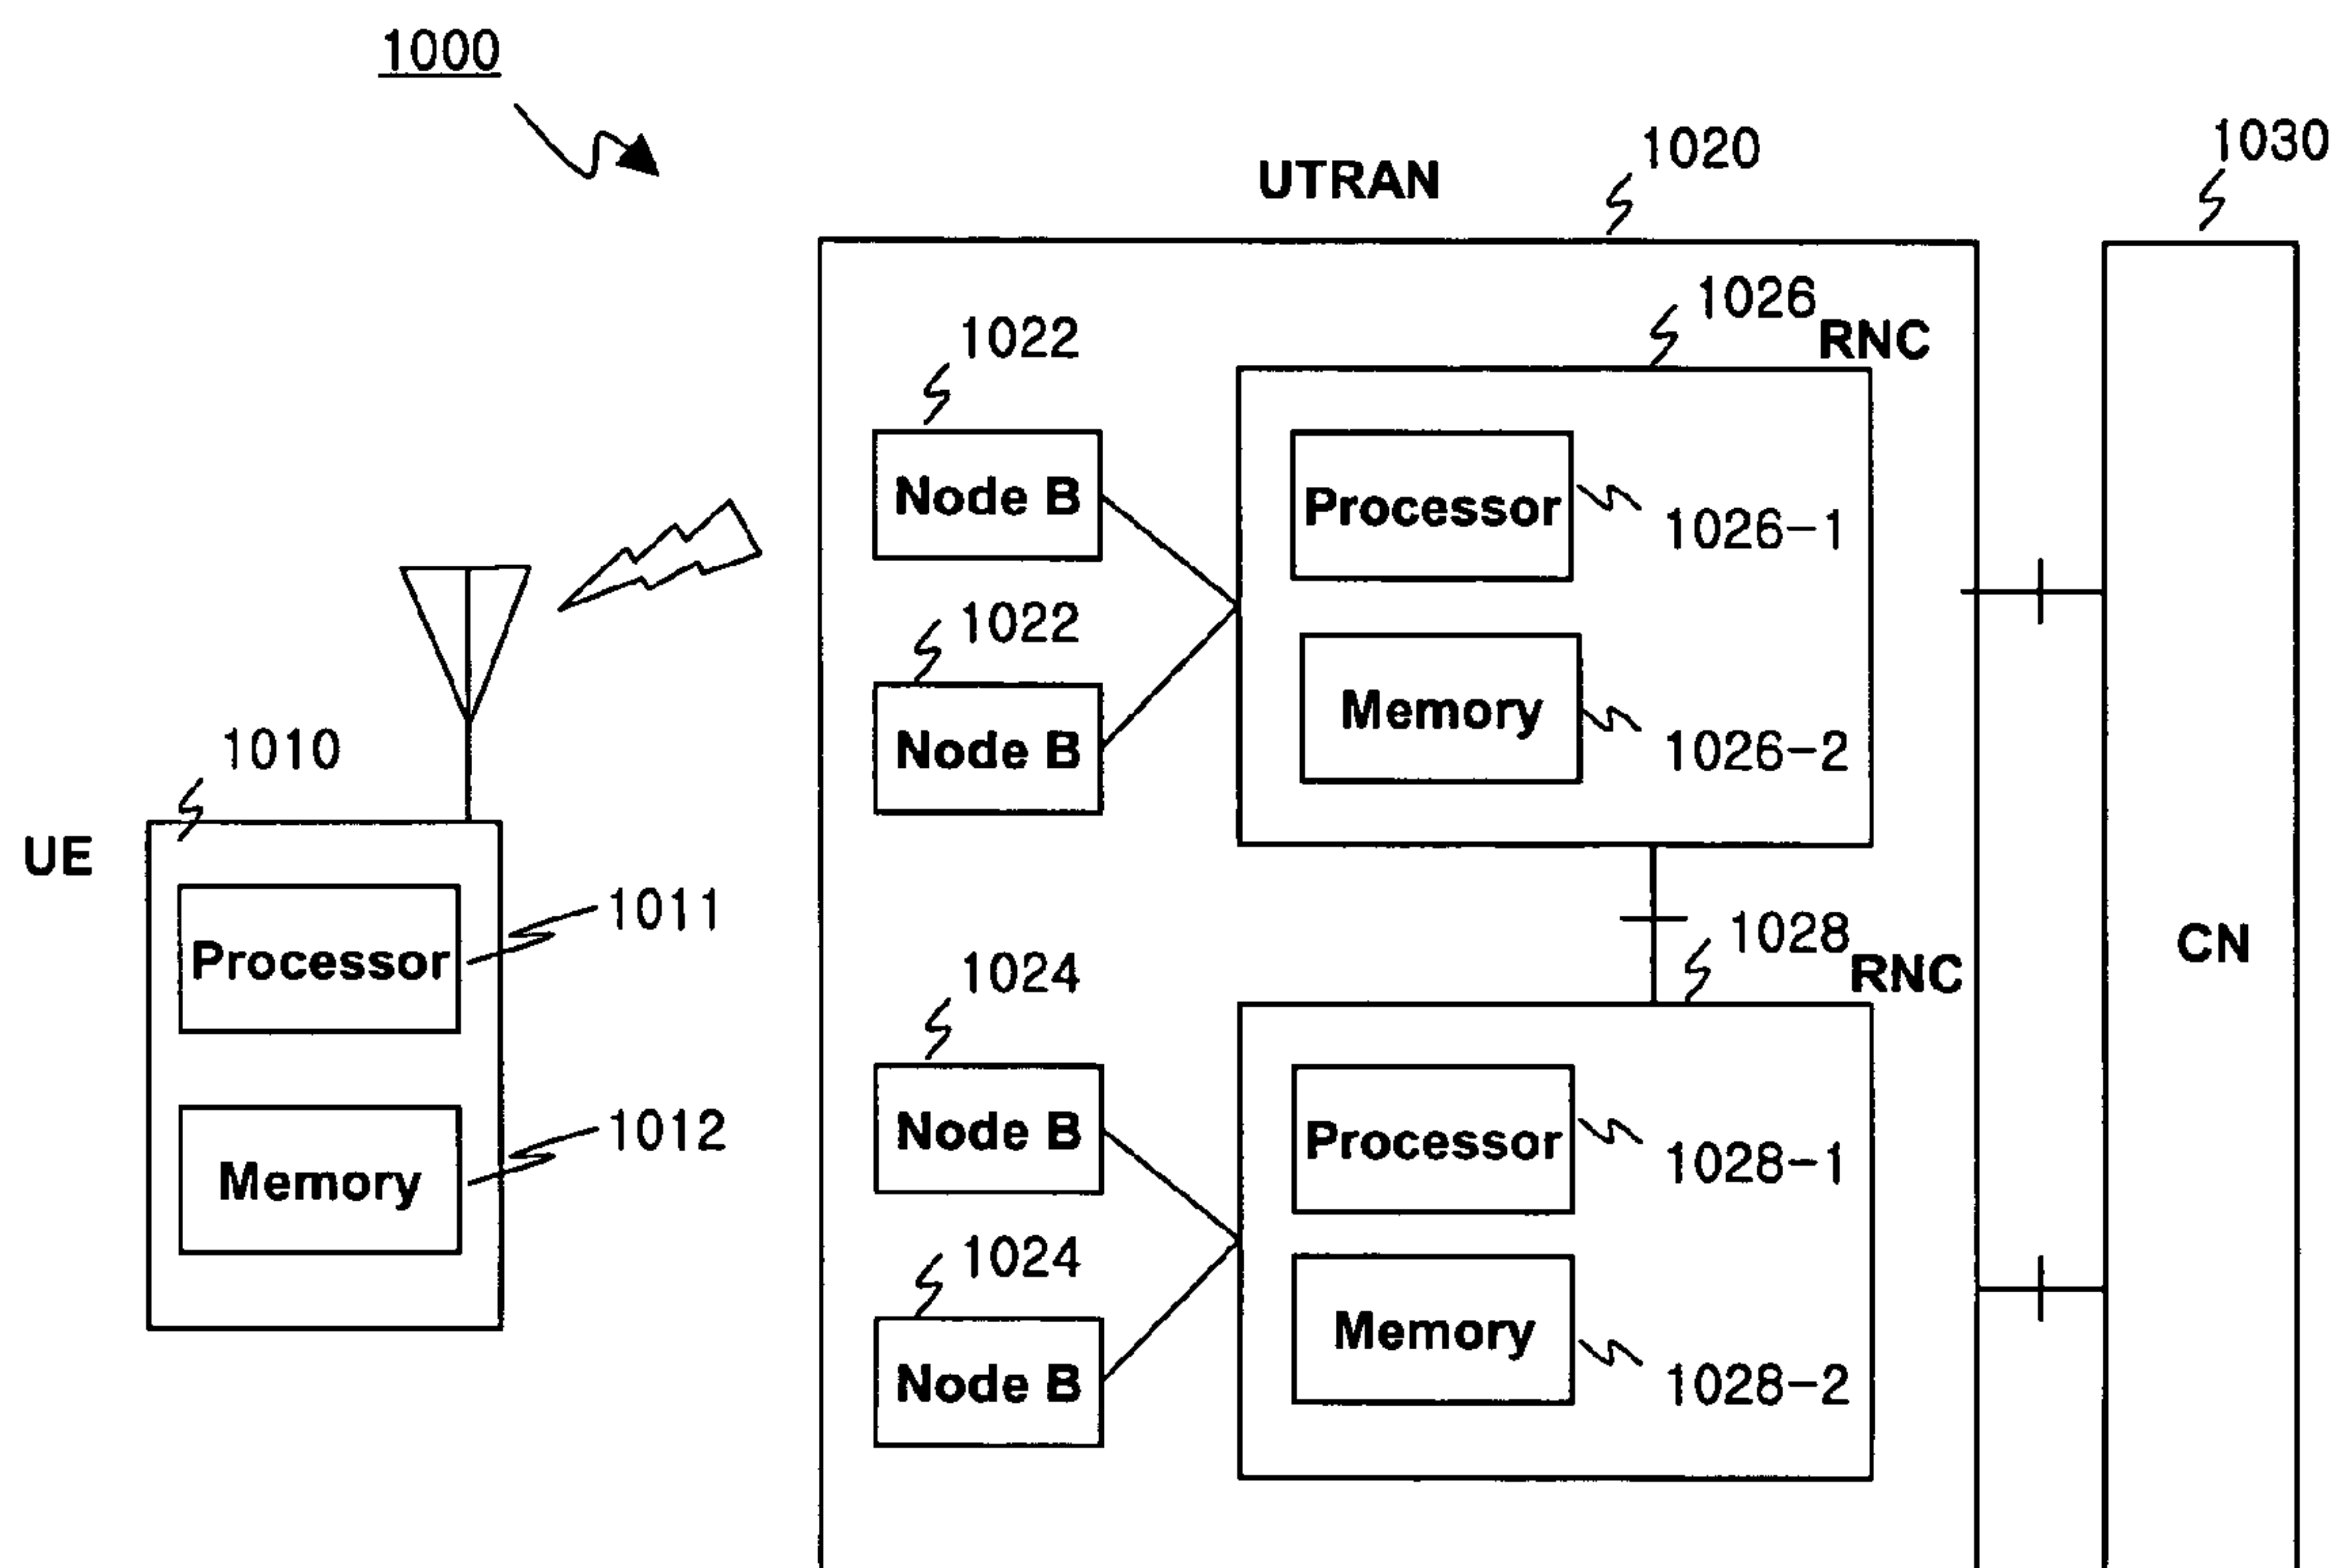 1000
1020
1030
UTRAN
1026
RNC
1022
Node B
Processor
1026-1
1022
Node B
Memory
1026-2
1010
UE
Processor
1011
Memory
1012
1028
RNC
CN
1024
Node B
Processor
1028-1
1024
Node B
Memory
1028-2